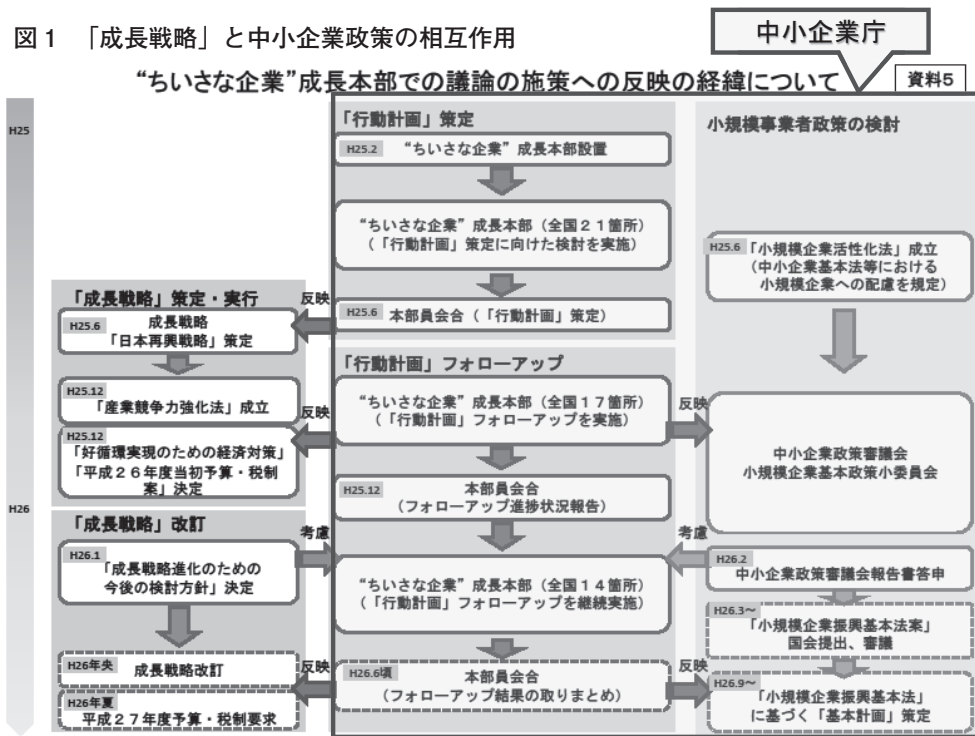 図1 「成長戦略」と中小企業政策の相互作用
中小企業庁
“ちいさな企業”成長本部での議論の施策への反映の経緯について
資料5
H25
H26
「行動計画」策定
H25.2 “ちいさな企業”成長本部設置
“ちいさな企業”成長本部（全国２１箇所）
（「行動計画」策定に向けた検討を実施）
H25.6 本部員会合（「行動計画」策定）
「行動計画」フォローアップ
“ちいさな企業”成長本部（全国１７箇所）
（「行動計画」フォローアップを実施）
H25.12
本部員会合
（フォローアップ進捗状況報告）
“ちいさな企業”成長本部（全国１４箇所）
（「行動計画」フォローアップを継続実施）
H26.6頃
本部員会合
（フォローアップ結果の取りまとめ）
「成長戦略」策定・実行
反映
H25.6
成長戦略
「日本再興戦略」策定
H25.12
「産業競争力強化法」成立
反映
H25.12
「好循環実現のための経済対策」
「平成２６年度当初予算・税制
案」決定
「成長戦略」改訂
考慮
H26.1
「成長戦略進化のための
今後の検討方針」決定
H26年央
成長戦略改訂
反映
H26年夏
平成２７年度予算・税制要求
小規模事業者政策の検討
H25.6
「小規模企業活性化法」成立
（中小企業基本法等における
小規模企業への配慮を規定）
反映
中小企業政策審議会
小規模企業基本政策小委員会
考慮
H26.2
中小企業政策審議会報告書答申
H26.3～
「小規模企業振興基本法案」
国会提出、審議
反映
H26.9～
「小規模企業振興基本法」
に基づく「基本計画」策定